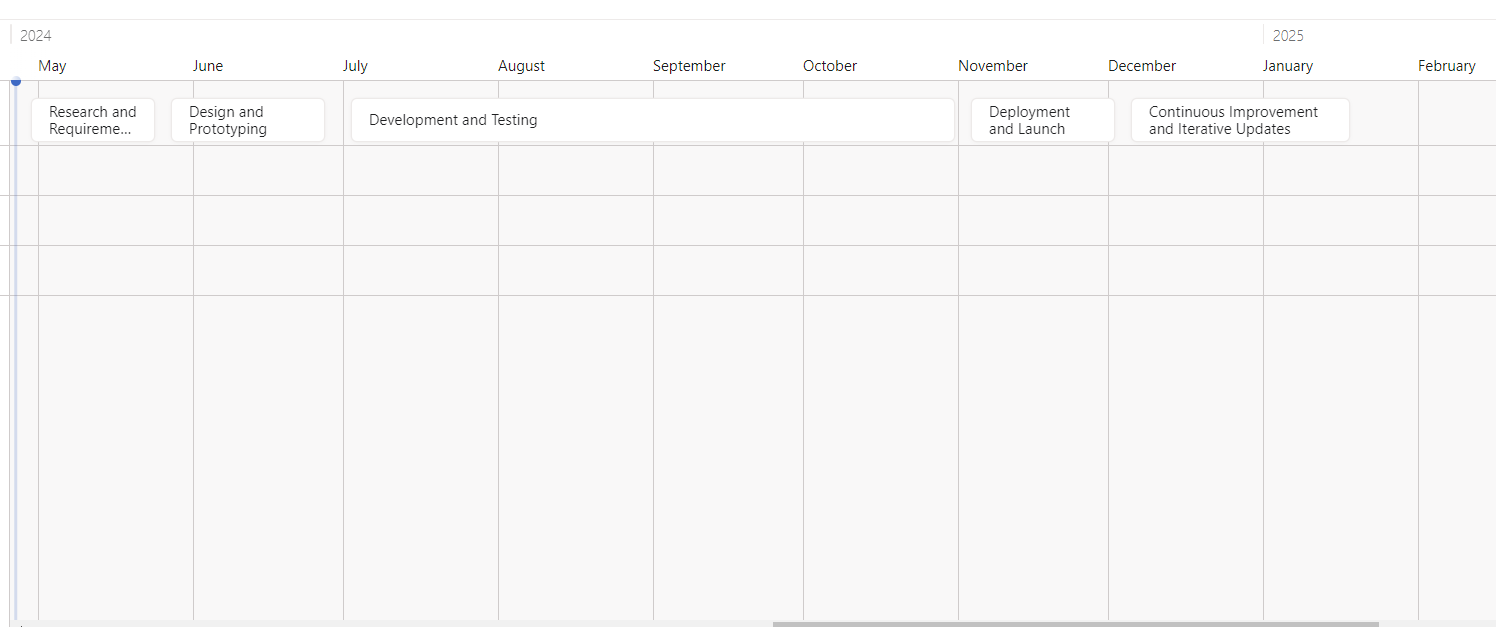 2024
2025
May
June
July
August
September
October
November
December
January
February
Research and
Requireme...
Design and
Prototyping
Development and Testing
Deployment
and Launch
Continuous Improvement
and Iterative Updates